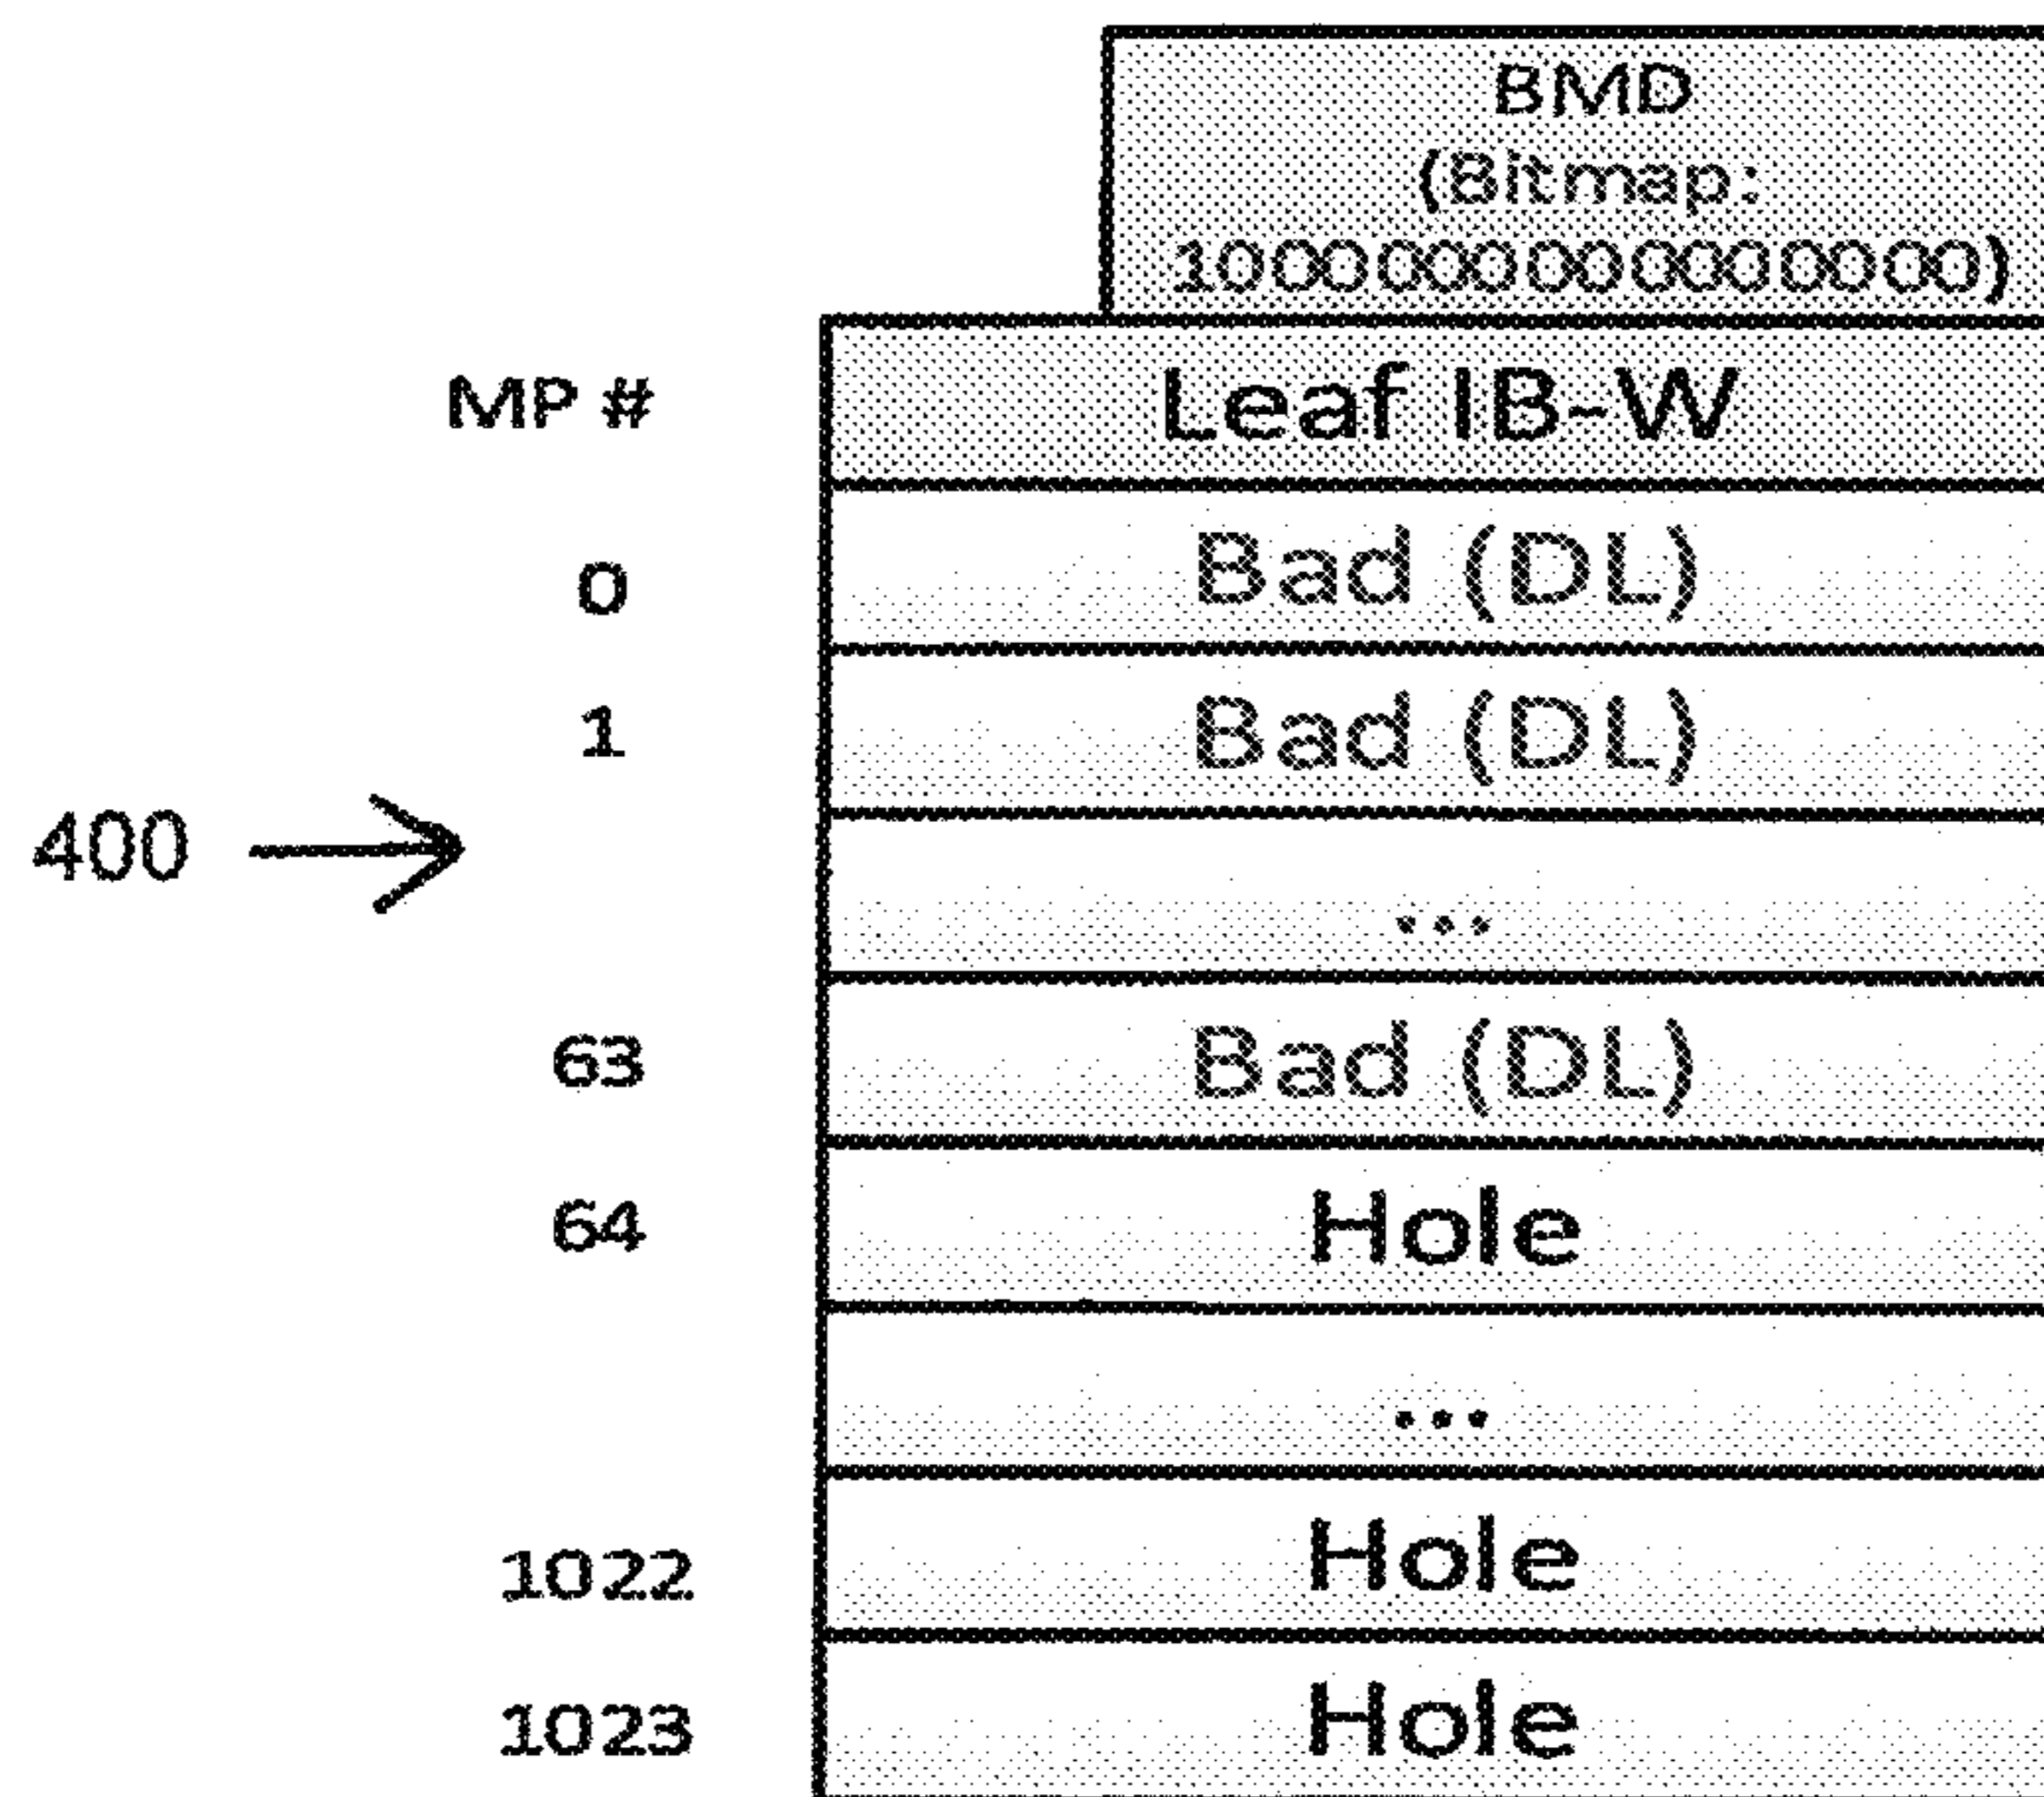 BMD
(Bitmap:
1000000000000000)
MP # Leaf IB-W
0 Bad (DL)
1 Bad (DL)
400
...
63 Bad (DL)
64 Hole
...
1022 Hole
1023 Hole